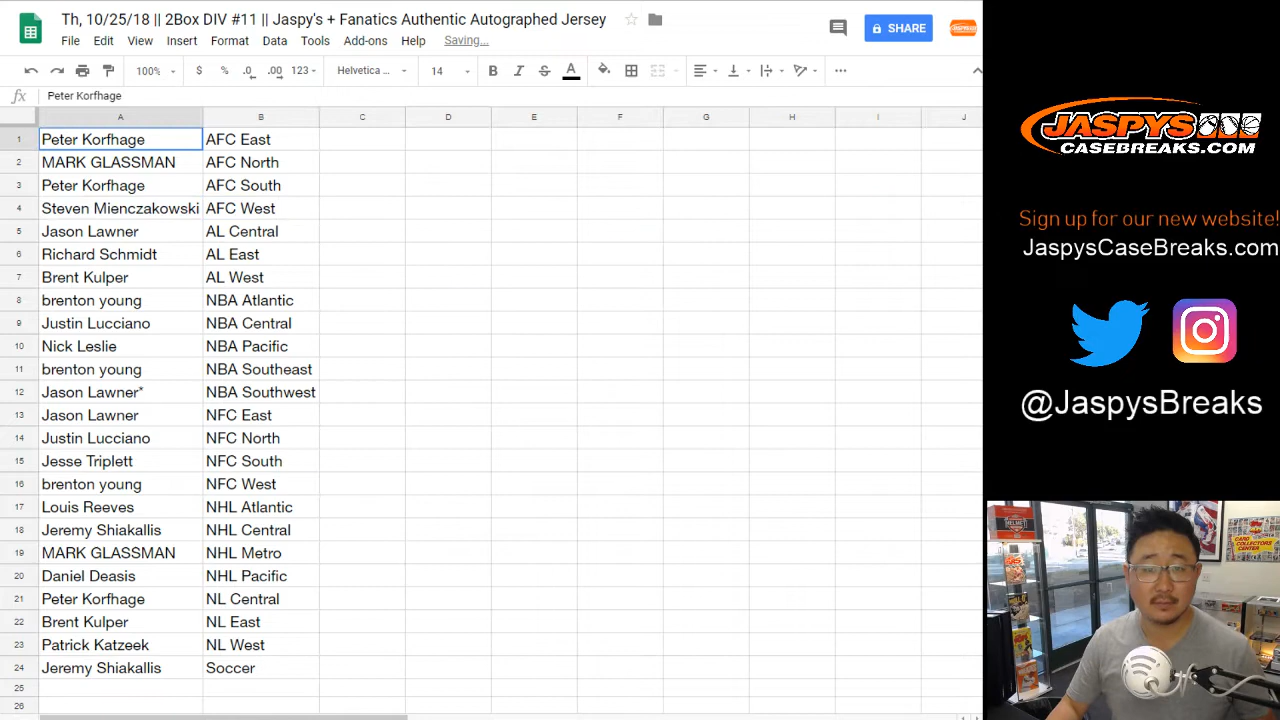 Th, 10/25/18 || 2Box DIV #11 || Jaspy's + Fanatics Authentic Autographed Jersey
File Edit View Insert Format Data Tools Add-ons Help Saving...
SHARE
100% $ % .0 .00 123 Helvetica ... 14 B I S A
fx Peter Korfhage
A B C D E F G H I J
1 Peter Korfhage AFC East
2 MARK GLASSMAN AFC North
3 Peter Korfhage AFC South
4 Steven Mienczakowski AFC West
5 Jason Lawner AL Central
6 Richard Schmidt AL East
7 Brent Kulper AL West
8 brenton young NBA Atlantic
9 Justin Lucciano NBA Central
10 Nick Leslie NBA Pacific
11 brenton young NBA Southeast
12 Jason Lawner* NBA Southwest
13 Jason Lawner NFC East
14 Justin Lucciano NFC North
15 Jesse Triplett NFC South
16 brenton young NFC West
17 Louis Reeves NHL Atlantic
18 Jeremy Shiakallis NHL Central
19 MARK GLASSMAN NHL Metro
20 Daniel Deasis NHL Pacific
21 Peter Korfhage NL Central
22 Brent Kulper NL East
23 Patrick Katzeek NL West
24 Jeremy Shiakallis Soccer
25
26
JASPYS
CASEBREAKS.COM
Sign up for our new website!
JaspysCaseBreaks.com
@JaspysBreaks